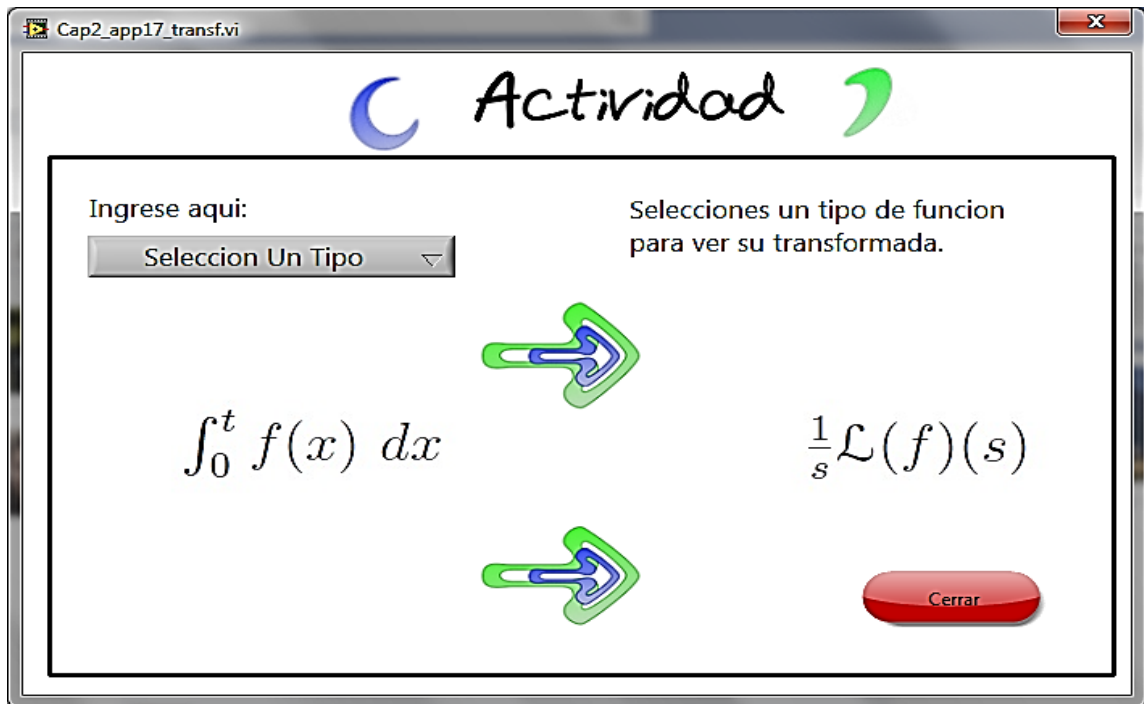 Cap2_app17_transf.vi
Actividad
Ingrese aqui:
Seleccion Un Tipo
Selecciones un tipo de funcion
para ver su transformada.
∫₀ᵗ f(x) dx
1/s ℒ(f)(s)
Cerrar